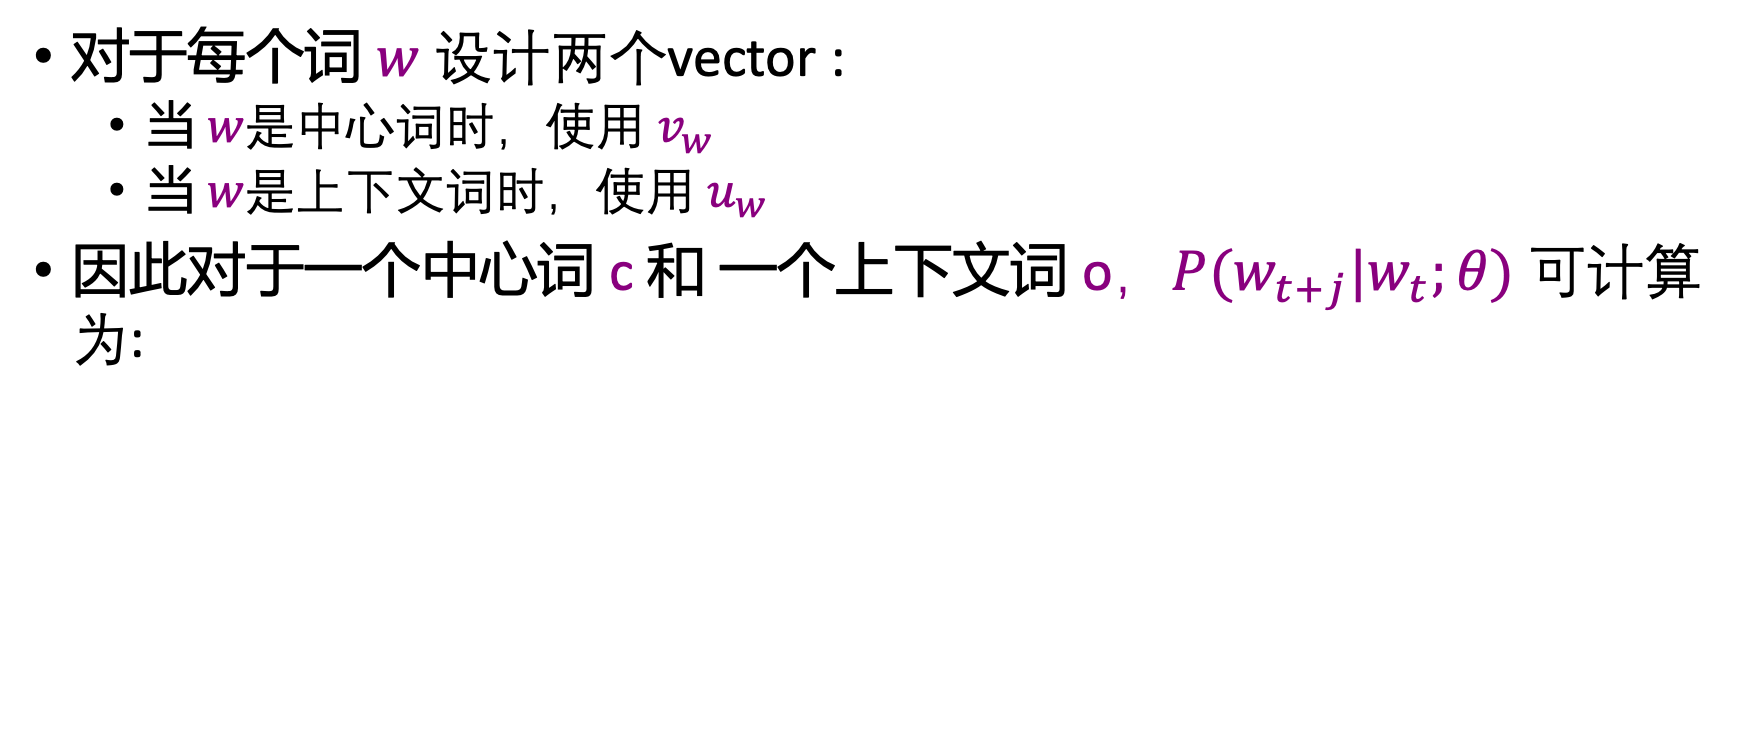 • 对于每个词 w 设计两个vector：
• 当 w是中心词时，使用 v_w
• 当 w是上下文词时，使用 u_w
• 因此对于一个中心词 c 和 一个上下文词 o，P(w_{t+j}|w_t; θ) 可计算
为: